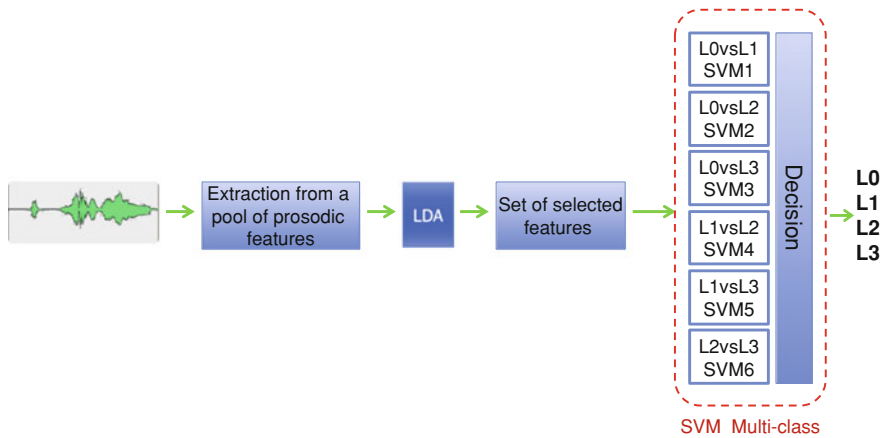 Extraction from a
pool of prosodic
features
LDA
Set of selected
features
L0vsL1
SVM1
L0vsL2
SVM2
L0vsL3
SVM3
L1vsL2
SVM4
L1vsL3
SVM5
L2vsL3
SVM6
Decision
L0
L1
L2
L3
SVM Multi-class